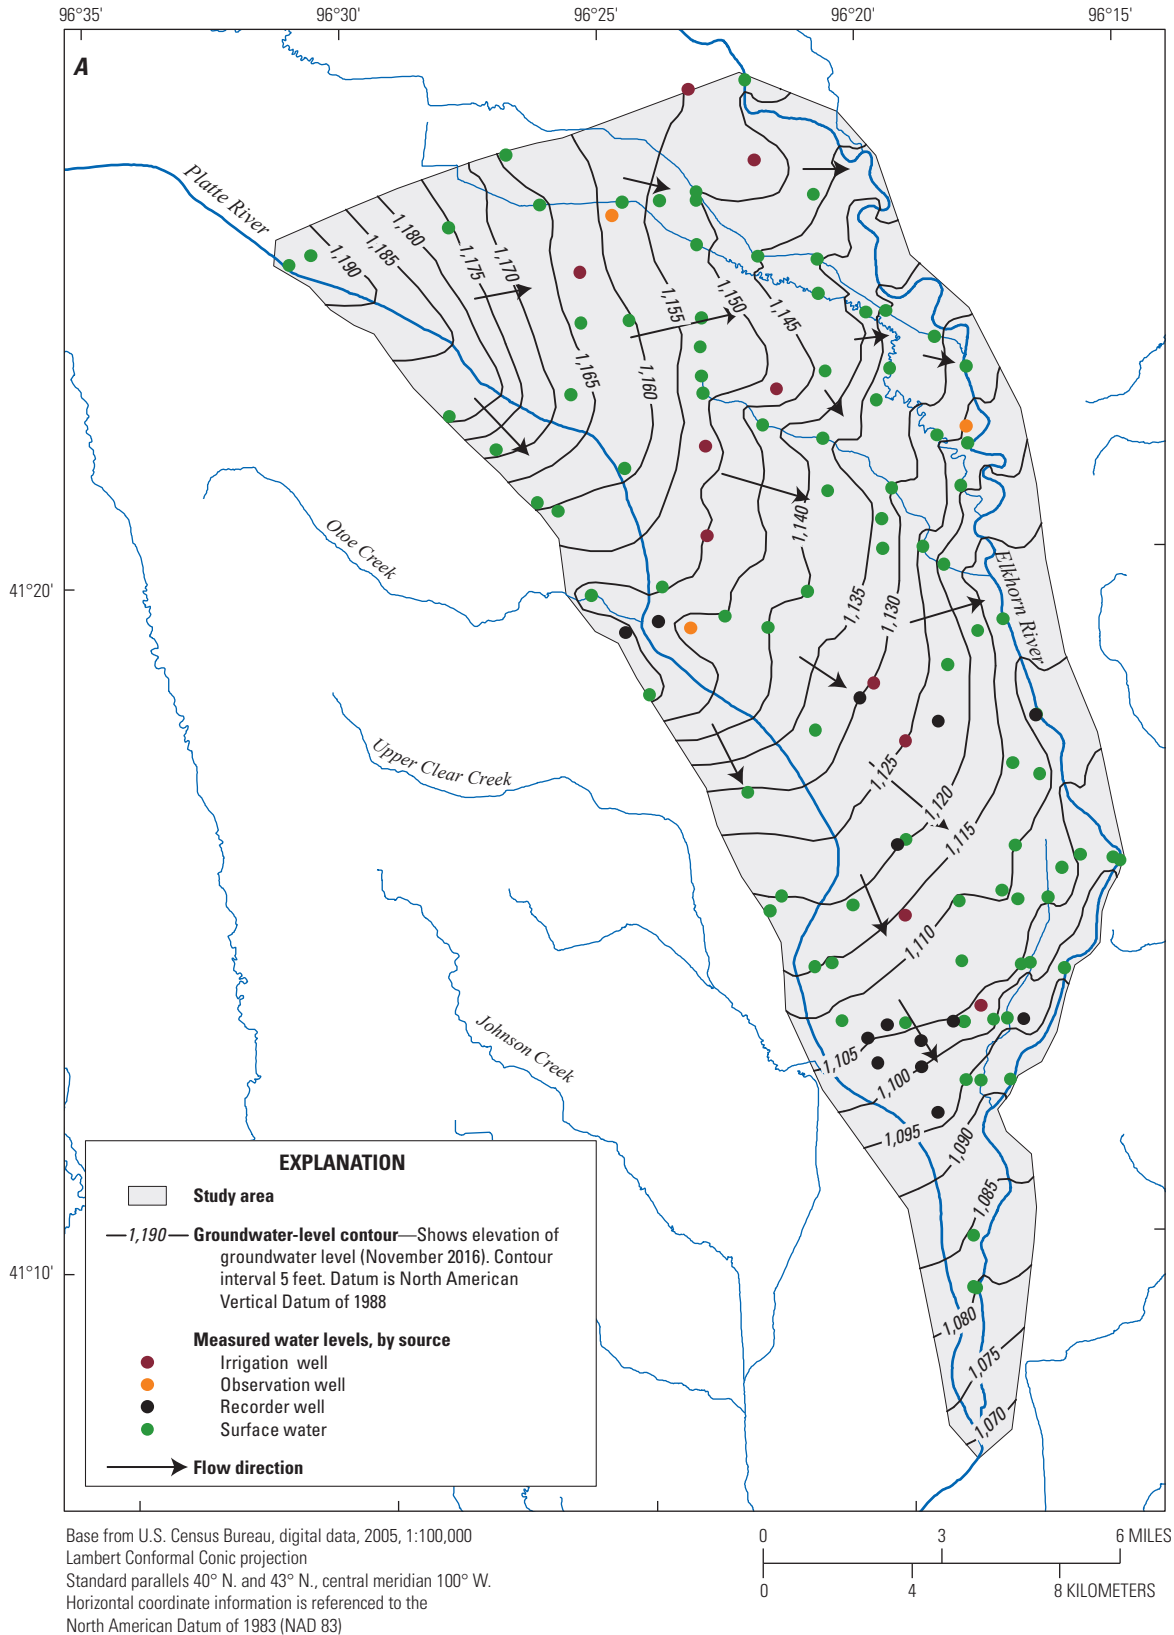 96°35' 96°30' 96°25' 96°20' 96°15'
A
Platte River
1,190
1,185
1,180
1,175
1,170
1,165
1,160
1,155
1,150
1,145
1,140
1,135
1,130
Otoe Creek
41°20'
Elkhorn River
Upper Clear Creek
1,125
1,120
1,115
1,110
Johnson Creek
1,105
1,100
1,095
1,090
1,085
41°10'
1,080
1,075
1,070
EXPLANATION
Study area
1,190 Groundwater-level contour—Shows elevation of
groundwater level (November 2016). Contour
interval 5 feet. Datum is North American
Vertical Datum of 1988
Measured water levels, by source
Irrigation well
Observation well
Recorder well
Surface water
Flow direction
Base from U.S. Census Bureau, digital data, 2005, 1:100,000
Lambert Conformal Conic projection
Standard parallels 40° N. and 43° N., central meridian 100° W.
Horizontal coordinate information is referenced to the
North American Datum of 1983 (NAD 83)
0 3 6 MILES
0 4 8 KILOMETERS